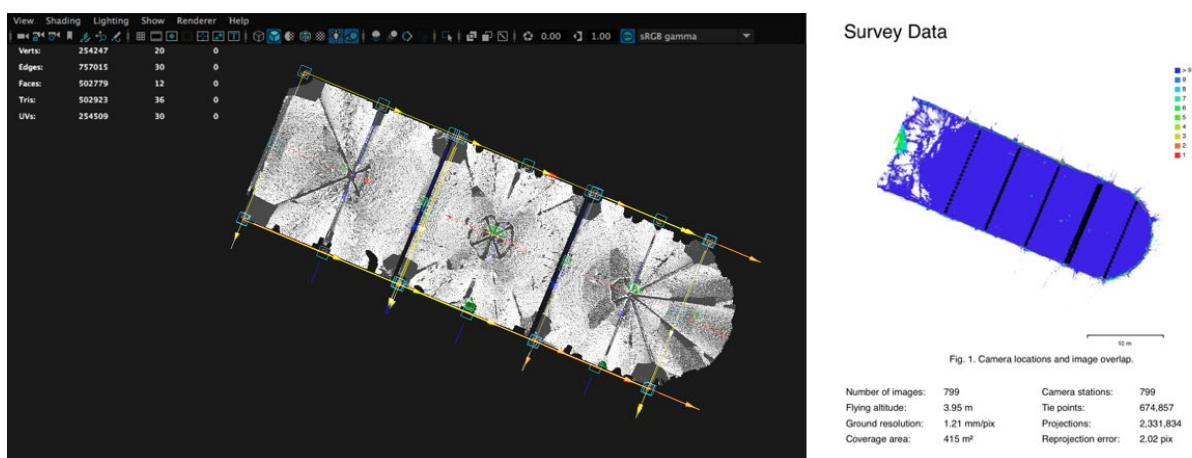 View Shading Lighting Show Renderer Help
0.00 1.00 sRGB gamma
Verts: 254247 20 0
Edges: 757015 30 0
Faces: 502779 12 0
Tris: 502923 36 0
UVs: 254509 30 0
Survey Data
> 9
9
8
7
6
5
4
3
2
1
10 m
Fig. 1. Camera locations and image overlap.
Number of images: 799 Camera stations: 799
Flying altitude: 3.95 m Tie points: 674,857
Ground resolution: 1.21 mm/pix Projections: 2,331,834
Coverage area: 415 m² Reprojection error: 2.02 pix